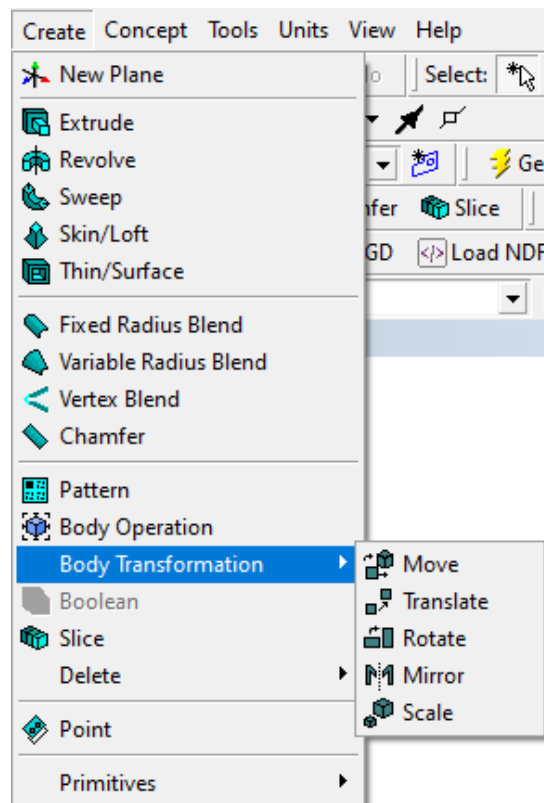 Create Concept Tools Units View Help
New Plane
Select:
Extrude
Revolve
Ge
Sweep
nfer Slice
Skin/Loft
GD Load NDF
Thin/Surface
Fixed Radius Blend
Variable Radius Blend
Vertex Blend
Chamfer
Pattern
Body Operation
Body Transformation
Move
Boolean
Translate
Slice
Rotate
Delete
Mirror
Scale
Point
Primitives